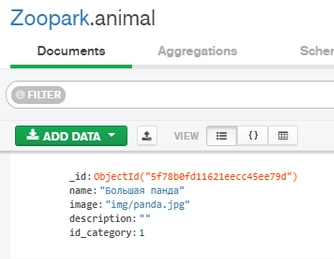 Zoopark.animal
Documents
Aggregations
Schem
FILTER
ADD DATA
VIEW
{}
_id: ObjectId("5f78b0fd11621eecc45ee79d")
name: "Большая панда"
image: "img/panda.jpg"
description: ""
id_category: 1